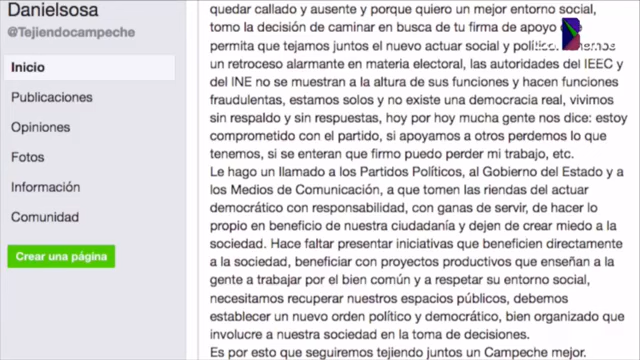 Danielsosa
@Tejiendocampeche
Inicio
Publicaciones
Opiniones
Fotos
Información
Comunidad
Crear una página
quedar callado y ausente y porque quiero un mejor entorno social,
tomo la decisión de caminar en busca de tu firma de apoyo
permita que tejamos juntos el nuevo actuar social y
un retroceso alarmante en materia electoral, las autoridades del IEEC y
del INE no se muestran a la altura de sus funciones y hacen funciones
fraudulentas, estamos solos y no existe una democracia real, vivimos
sin respaldo y sin respuestas, hoy por hoy mucha gente nos dice: estoy
comprometido con el partido, si apoyamos a otros perdemos lo que
tenemos, si se enteran que firmo puedo perder mi trabajo, etc.
Le hago un llamado a los Partidos Políticos, al Gobierno del Estado y a
los Medios de Comunicación, a que tomen las riendas del actuar
democrático con responsabilidad, con ganas de servir, de hacer lo
propio en beneficio de nuestra ciudadanía y dejen de crear miedo a la
sociedad. Hace faltar presentar iniciativas que beneficien directamente
a la sociedad, beneficiar con proyectos productivos que enseñan a la
gente a trabajar por el bien común y a respetar su entorno social,
necesitamos recuperar nuestros espacios públicos, debemos
establecer un nuevo orden político y democrático, bien organizado que
involucre a nuestra sociedad en la toma de decisiones.
Es por esto que seguiremos tejiendo juntos un Campeche mejor.